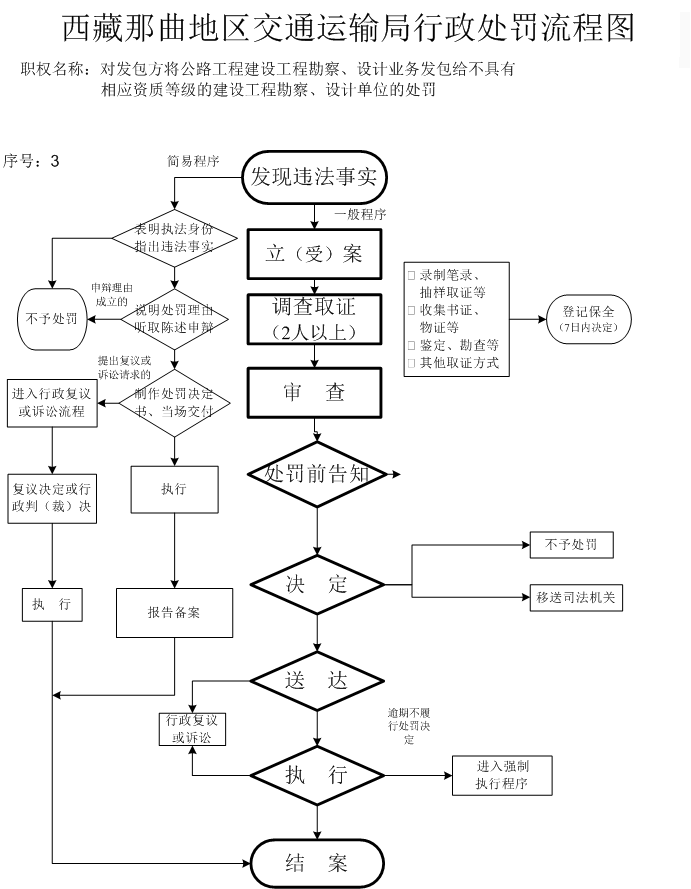 西藏那曲地区交通运输局行政处罚流程图
职权名称：对发包方将公路工程建设工程勘察、设计业务发包给不具有
相应资质等级的建设工程勘察、设计单位的处罚
序号：3
简易程序
发现违法事实
一般程序
表明执法身份
指出违法事实
立（受）案
申辩理由
成立的
不予处罚
说明处罚理由
听取陈述申辩
调查取证
（2人以上）
□ 录制笔录、
抽样取证等
□ 收集书证、
物证等
□ 鉴定、勘查等
□ 其他取证方式
登记保全
（7日内决定）
提出复议或
诉讼请求的
进入行政复议
或诉讼流程
制作处罚决定
书、当场交付
审 查
复议决定或行
政判（裁）决
执行
处罚前告知
不予处罚
决 定
移送司法机关
执 行
报告备案
送 达
行政复议
或诉讼
逾期不履
行处罚决
定
执 行
进入强制
执行程序
结 案